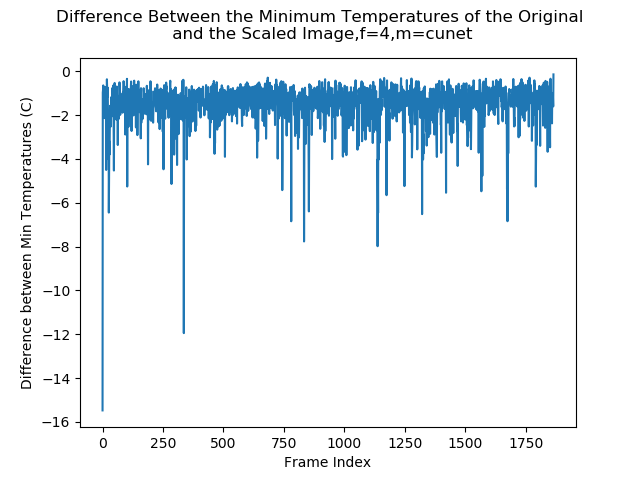 Difference Between the Minimum Temperatures of the Original
and the Scaled Image,f=4,m=cunet
Difference between Min Temperatures (C)
0
−2
−4
−6
−8
−10
−12
−14
−16
0 250 500 750 1000 1250 1500 1750
Frame Index